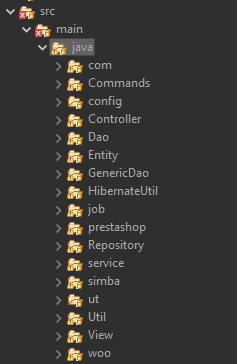 src
main
java
com
Commands
config
Controller
Dao
Entity
GenericDao
HibernateUtil
job
prestashop
Repository
service
simba
ut
Util
View
woo